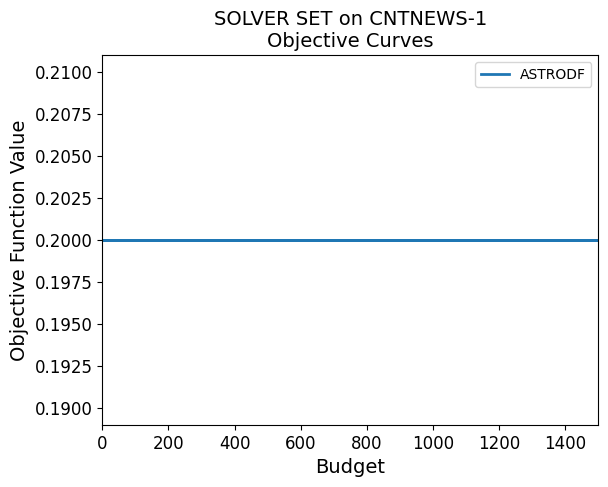 SOLVER SET on CNTNEWS-1
Objective Curves
ASTRODF
Objective Function Value
0.2100
0.2075
0.2050
0.2025
0.2000
0.1975
0.1950
0.1925
0.1900
0 200 400 600 800 1000 1200 1400
Budget